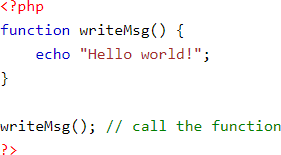 <?php
function writeMsg() {
    echo "Hello world!";
}

writeMsg(); // call the function
?>